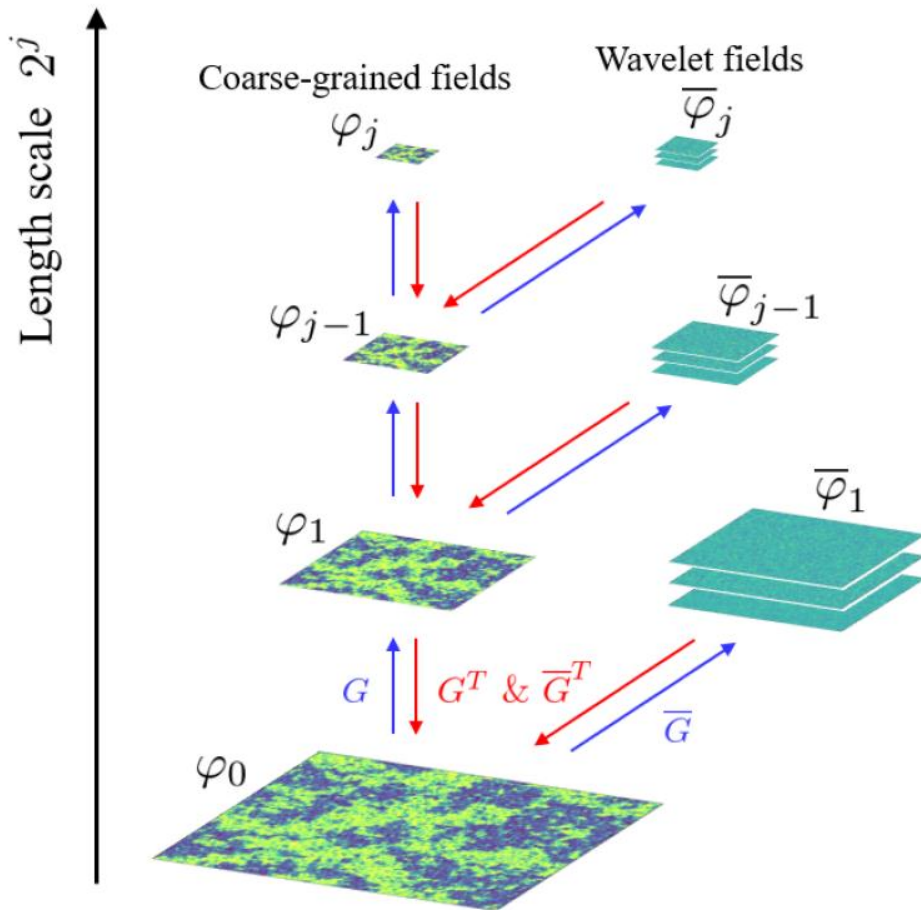 Length scale 2^j
Coarse-grained fields
Wavelet fields
φ_j
φ̅_j
φ_{j−1}
φ̅_{j−1}
φ_1
φ̅_1
G
G^T & G̅^T
G̅
φ_0